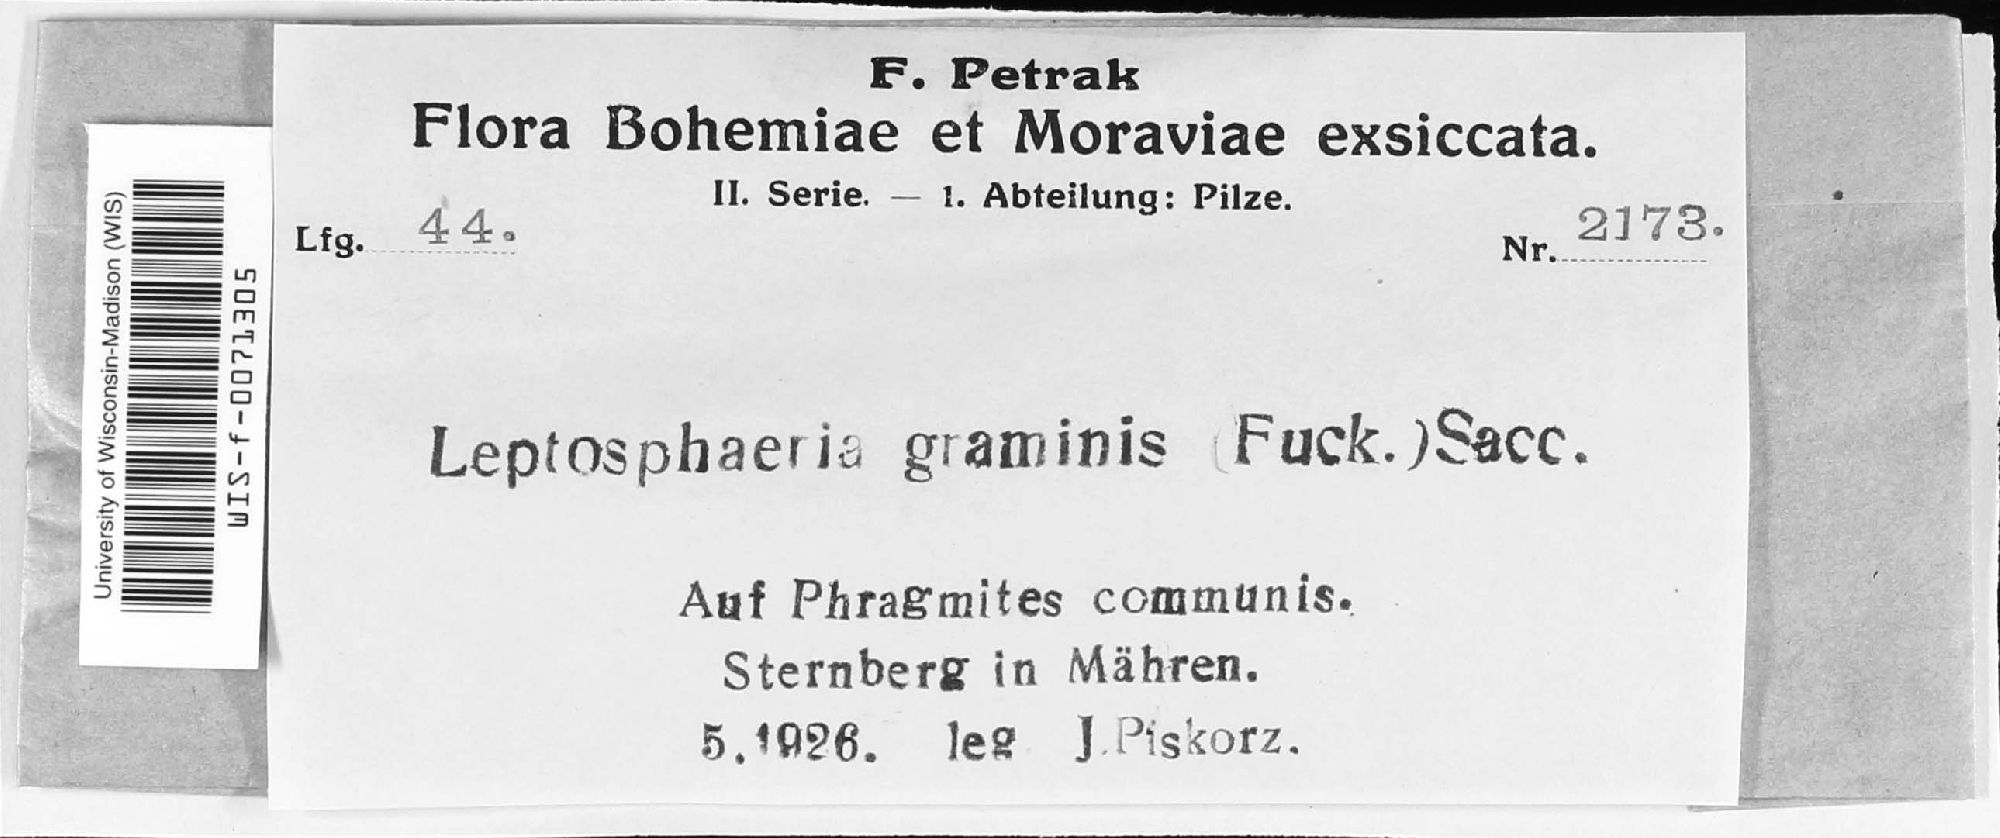 F. Petrak
Flora Bohemiae et Moraviae exsiccata.
II. Serie. — 1. Abteilung: Pilze.
Lfg. 44.
Nr. 2173.
Leptosphaeria graminis (Fuck.) Sacc.
Auf Phragmites communis.
Sternberg in Mähren.
5.1926. leg J.Piskorz.
University of Wisconsin-Madison (WIS)
WIS-f-0071305